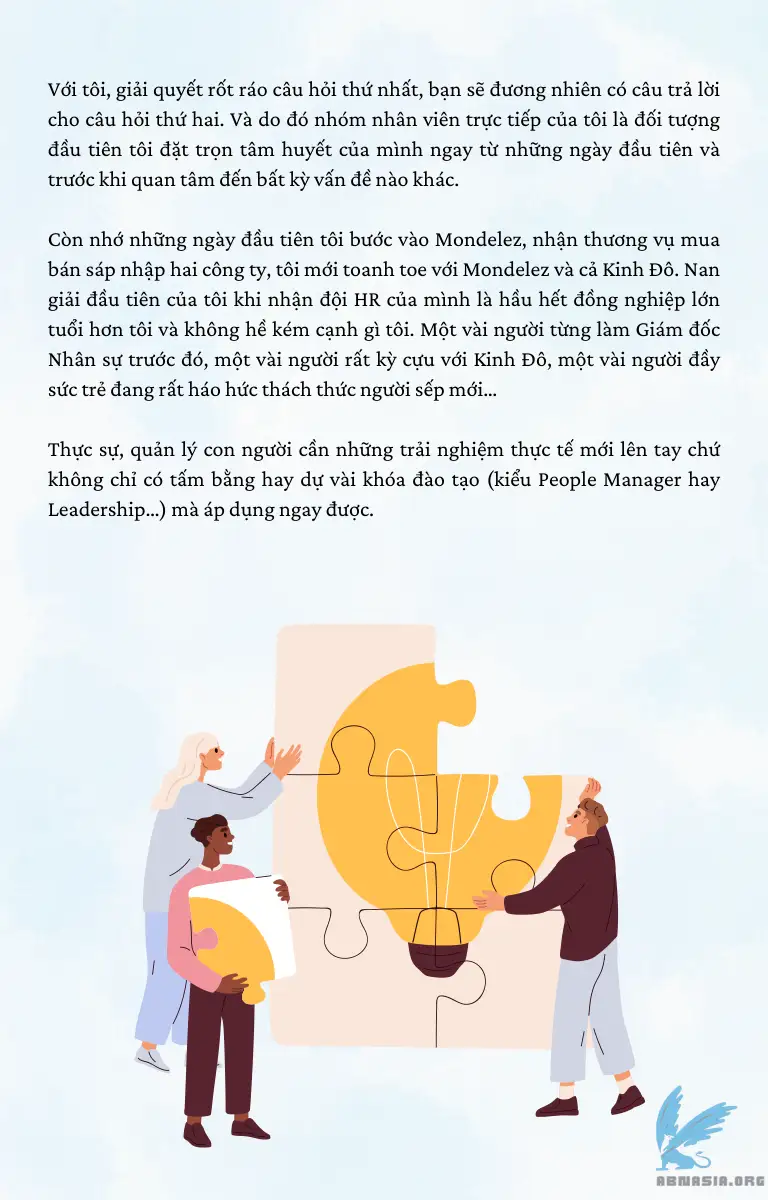 Với tôi, giải quyết rốt ráo câu hỏi thứ nhất, bạn sẽ đương nhiên có câu trả lời
cho câu hỏi thứ hai. Và do đó nhóm nhân viên trực tiếp của tôi là đối tượng
đầu tiên tôi đặt trọn tâm huyết của mình ngay từ những ngày đầu tiên và
trước khi quan tâm đến bất kỳ vấn đề nào khác.
Còn nhớ những ngày đầu tiên tôi bước vào Mondelez, nhận thương vụ mua
bán sáp nhập hai công ty, tôi mới toanh toe với Mondelez và cả Kinh Đô. Nan
giải đầu tiên của tôi khi nhận đội HR của mình là hầu hết đồng nghiệp lớn
tuổi hơn tôi và không hề kém cạnh gì tôi. Một vài người từng làm Giám đốc
Nhân sự trước đó, một vài người rất kỳ cựu với Kinh Đô, một vài người đầy
sức trẻ đang rất háo hức thách thức người sếp mới...
Thực sự, quản lý con người cần những trải nghiệm thực tế mới lên tay chứ
không chỉ có tấm bằng hay dự vài khóa đào tạo (kiểu People Manager hay
Leadership...) mà áp dụng ngay được.
ABNASIA.ORG